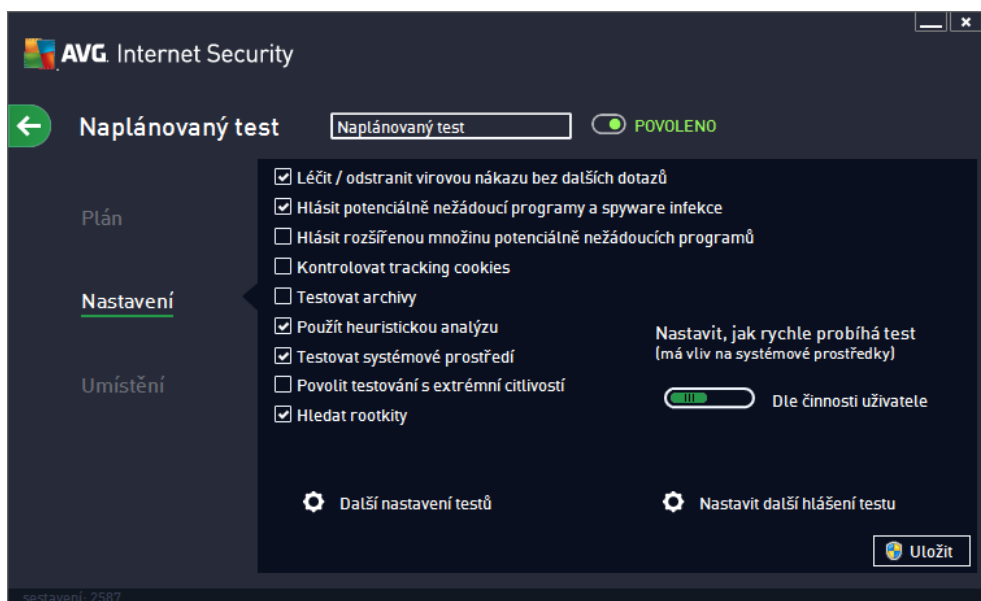 AVG. Internet Security
Naplánovaný test
Naplánovaný test
POVOLENO
Plán
Nastavení
Umístění
Léčit / odstranit virovou nákazu bez dalších dotazů
Hlásit potenciálně nežádoucí programy a spyware infekce
Hlásit rozšířenou množinu potenciálně nežádoucích programů
Kontrolovat tracking cookies
Testovat archivy
Použít heuristickou analýzu
Testovat systémové prostředí
Povolit testování s extrémní citlivostí
Hledat rootkity
Nastavit, jak rychle probíhá test
(má vliv na systémové prostředky)
Dle činnosti uživatele
Další nastavení testů
Nastavit další hlášení testu
Uložit
sestavení: 2587